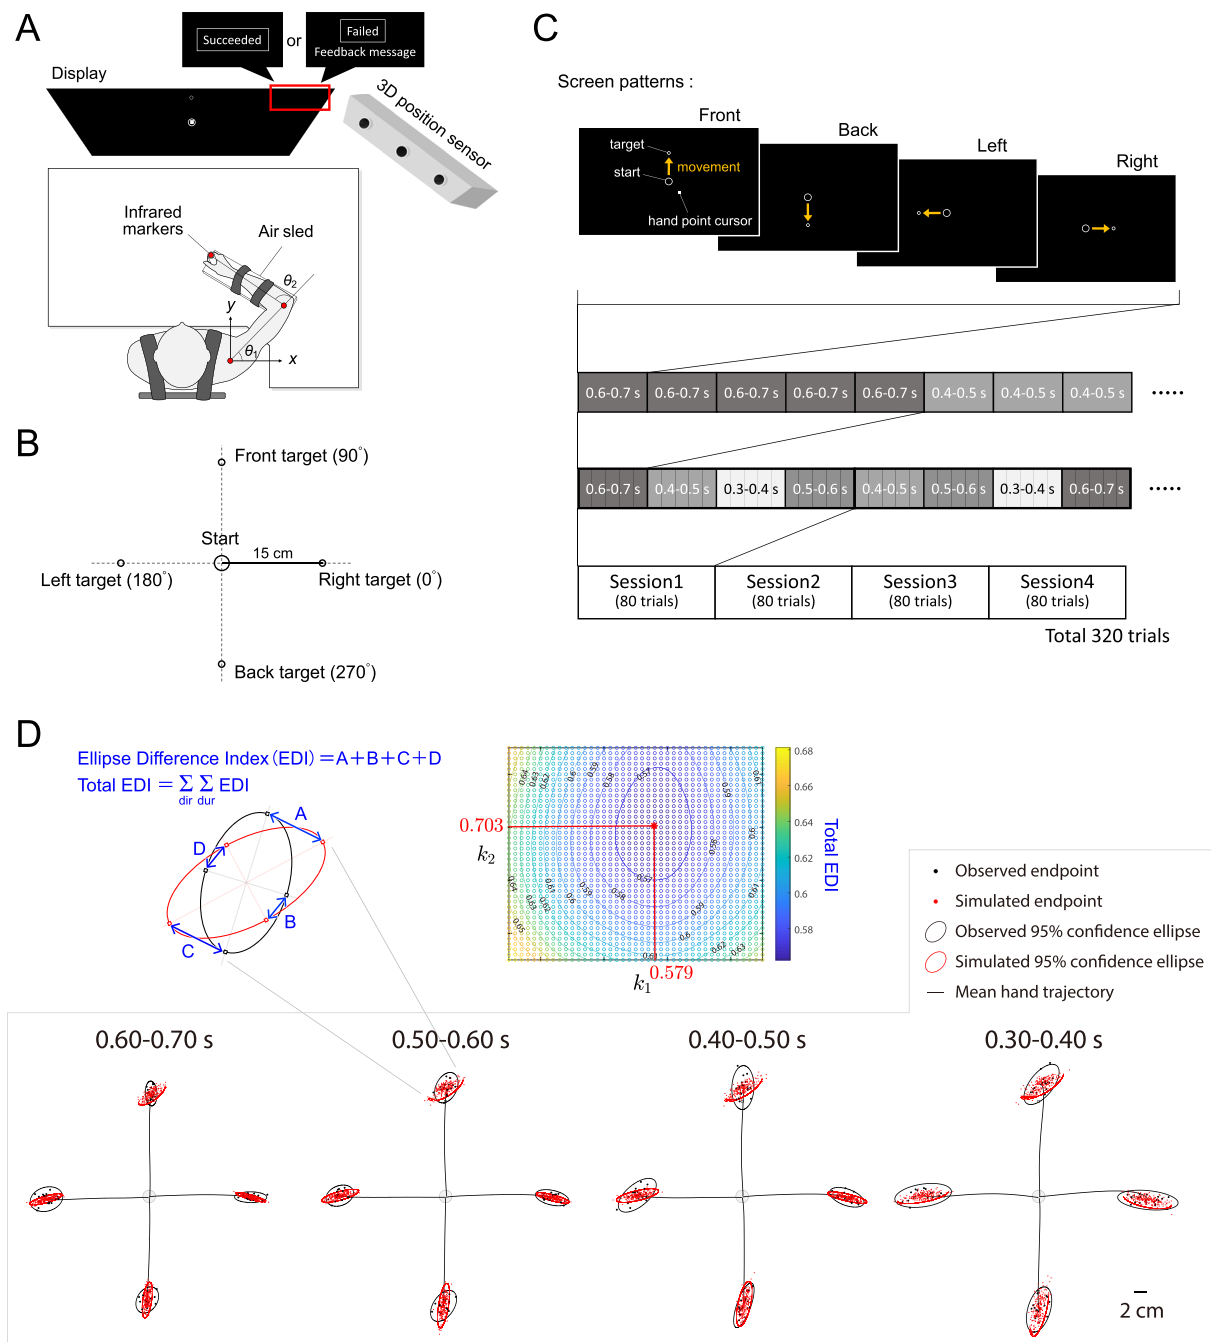 A
Succeeded
or
Failed
Feedback message
Display
3D position sensor
Infrared
markers
Air sled
θ2
y
θ1
x
B
Front target (90°)
Start
15 cm
Left target (180°)
Right target (0°)
Back target (270°)
C
Screen patterns :
Front
Back
Left
Right
target
start
movement
hand point cursor
0.6-0.7 s 0.6-0.7 s 0.6-0.7 s 0.6-0.7 s 0.6-0.7 s 0.4-0.5 s 0.4-0.5 s 0.4-0.5 s .....
0.6-0.7 s 0.4-0.5 s 0.3-0.4 s 0.5-0.6 s 0.4-0.5 s 0.5-0.6 s 0.3-0.4 s 0.6-0.7 s .....
Session1 Session2 Session3 Session4
(80 trials) (80 trials) (80 trials) (80 trials)
Total 320 trials
D
Ellipse Difference Index (EDI) = A + B + C + D
Total EDI = Σ Σ EDI
dir dur
A
D
B
C
0.703
k2
0.579
k1
0.68
0.66
0.64
0.62
0.6
0.58
Total EDI
Observed endpoint
Simulated endpoint
Observed 95% confidence ellipse
Simulated 95% confidence ellipse
Mean hand trajectory
0.60-0.70 s
0.50-0.60 s
0.40-0.50 s
0.30-0.40 s
2 cm